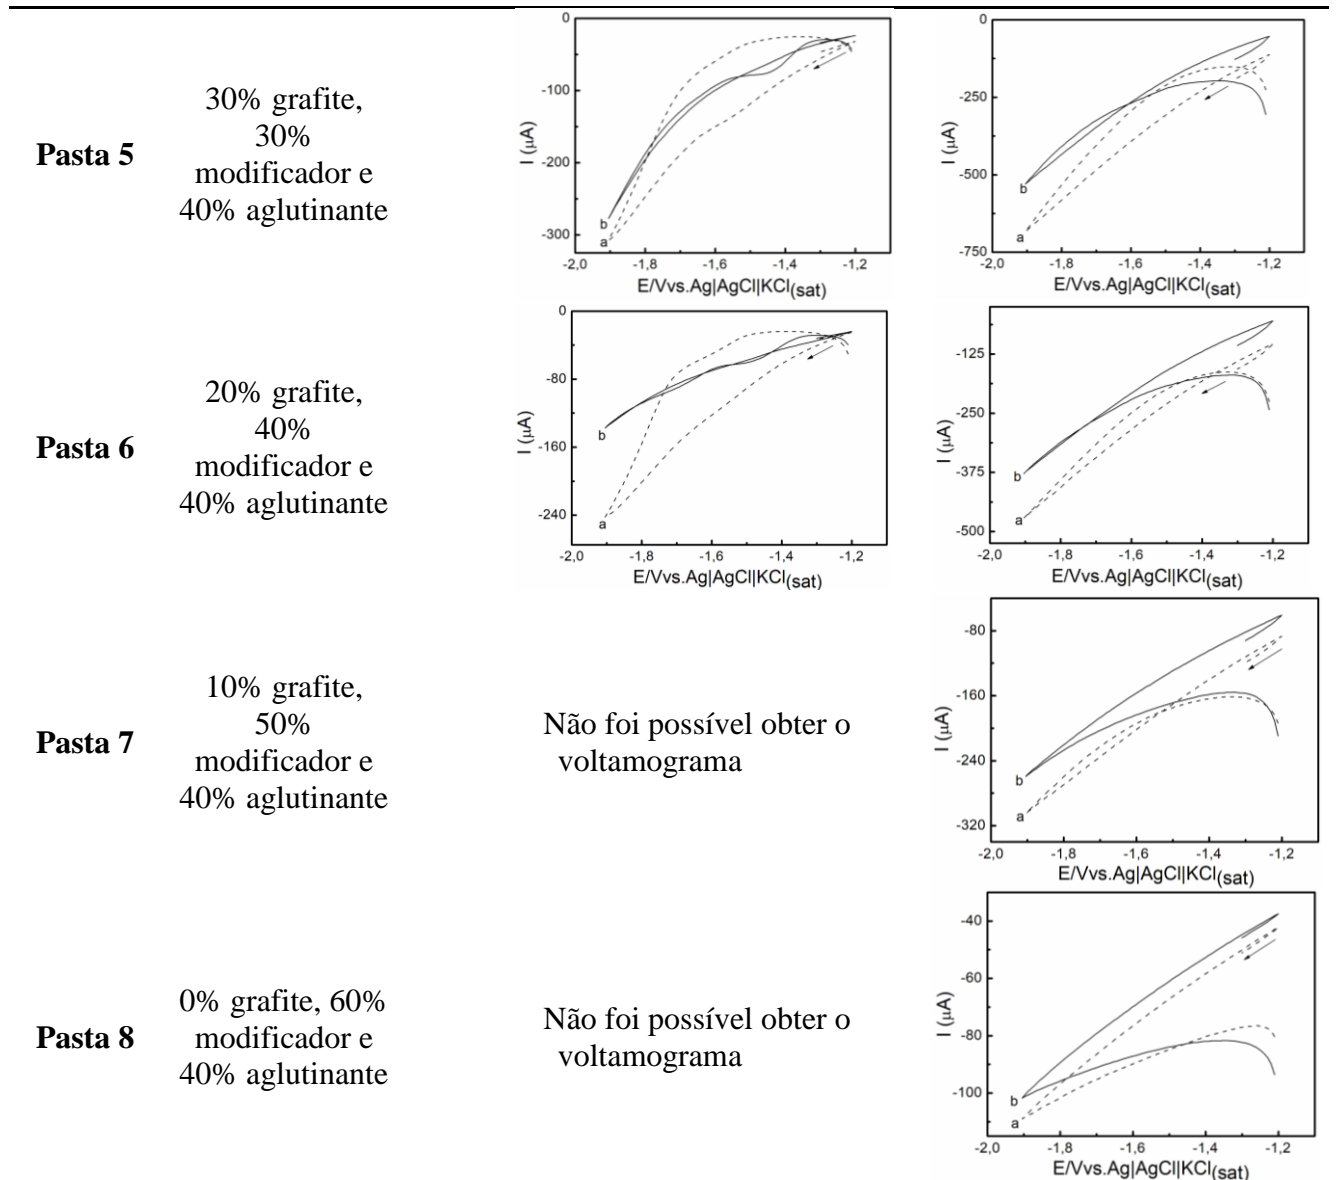 Pasta 5
30% grafite,
30%
modificador e
40% aglutinante
0
-100
-200
-300
I (µA)
b
a
-2,0 -1,8 -1,6 -1,4 -1,2
E/Vvs.Ag|AgCl|KCl(sat)
0
-250
-500
-750
I (µA)
b
a
-2,0 -1,8 -1,6 -1,4 -1,2
E/Vvs.Ag|AgCl|KCl(sat)
Pasta 6
20% grafite,
40%
modificador e
40% aglutinante
0
-80
-160
-240
I (µA)
b
a
-2,0 -1,8 -1,6 -1,4 -1,2
E/Vvs.Ag|AgCl|KCl(sat)
-125
-250
-375
-500
I (µA)
b
a
-2,0 -1,8 -1,6 -1,4 -1,2
E/Vvs.Ag|AgCl|KCl(sat)
Pasta 7
10% grafite,
50%
modificador e
40% aglutinante
Não foi possível obter o
voltamograma
-80
-160
-240
-320
I (µA)
b
a
-2,0 -1,8 -1,6 -1,4 -1,2
E/Vvs.Ag|AgCl|KCl(sat)
Pasta 8
0% grafite, 60%
modificador e
40% aglutinante
Não foi possível obter o
voltamograma
-40
-60
-80
-100
I (µA)
b
a
-2,0 -1,8 -1,6 -1,4 -1,2
E/Vvs.Ag|AgCl|KCl(sat)